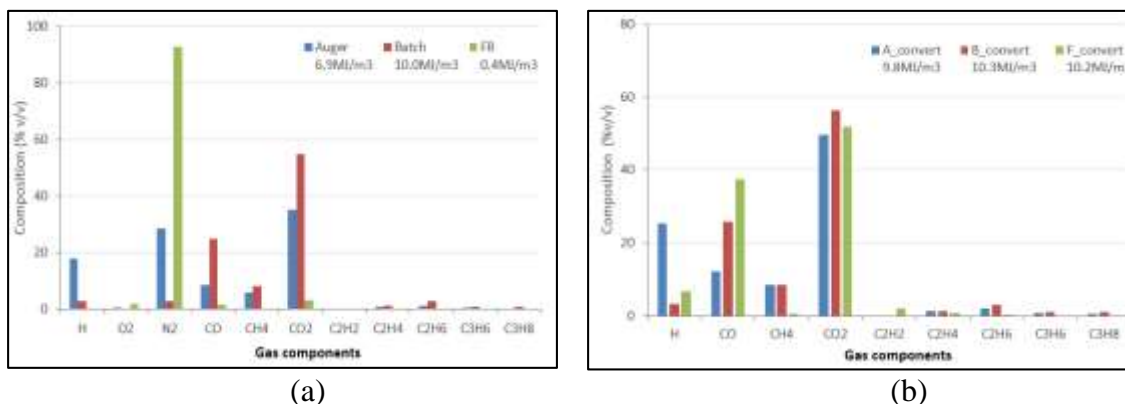 100
80
60
40
20
0
Composition (% v/v)
Auger Batch FB
6.9MJ/m3 10.0MJ/m3 0.4MJ/m3
H O2 N2 CO CH4 CO2 C2H2 C2H4 C2H6 C3H6 C3H8
Gas components
(a)
80
60
40
20
0
Composition (%v/v)
A_convert B_convert F_convert
9.8MJ/m3 10.3MJ/m3 10.2MJ/m
H CO CH4 CO2 C2H2 C2H4 C2H6 C3H6 C3H8
Gas components
(b)